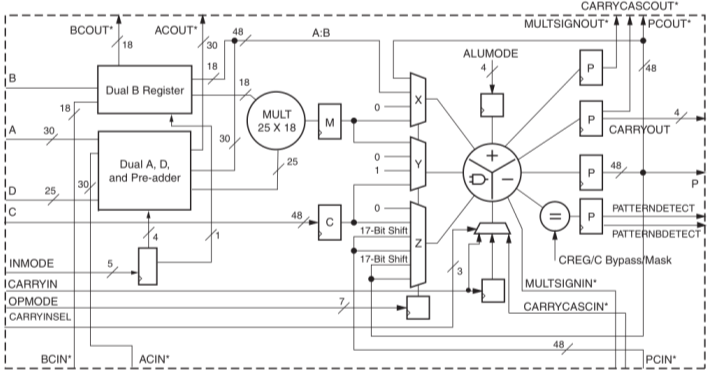 CARRYCASCOUT*
BCOUT*
ACOUT*
MULTSIGNOUT*
PCOUT*
18
30
48
A:B
ALUMODE
4
48
B
Dual B Register
18
18
18
MULT
25 X 18
M
0
X
P
P
4
CARRYOUT
A
30
Dual A, D,
and Pre-adder
30
25
0
1
Y
P
48
P
D
25
30
C
48
C
0
17-Bit Shift
Z
17-Bit Shift
=
P
PATTERNDETECT
PATTERNBDETECT
4
1
CREG/C Bypass/Mask
INMODE
5
3
CARRYIN
MULTSIGNIN*
OPMODE
7
CARRYCASCIN*
CARRYINSEL
48
BCIN*
ACIN*
PCIN*